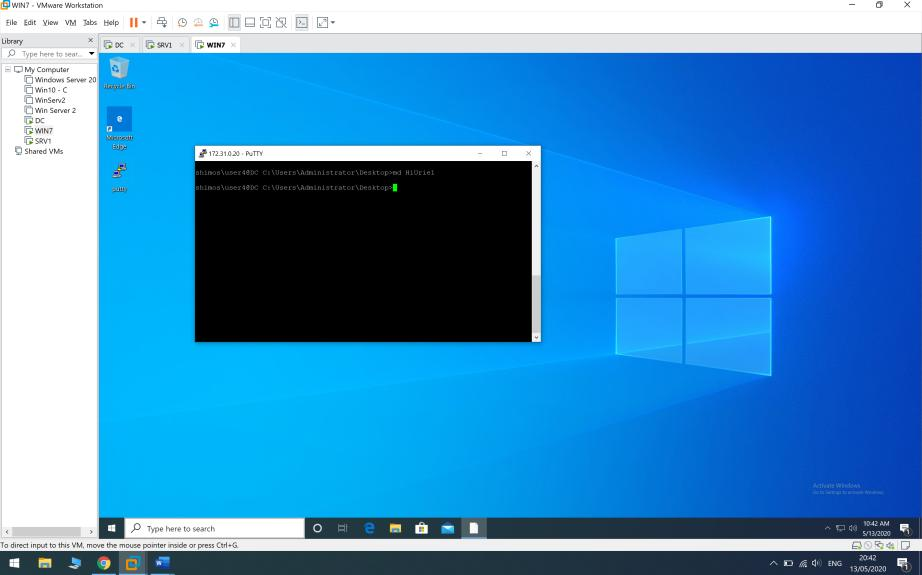 WIN7 - VMware Workstation
File Edit View VM Tabs Help
Library
DC
SRV1
WIN7
Type here to sear...
My Computer
Windows Server 20
Win10 - C
WinServ2
Win Server 2
DC
WIN7
SRV1
Shared VMs
Recycle Bin
Microsoft
Edge
putty
172.31.0.20 - PuTTY
shimos\user4@DC C:\Users\Administrator\Desktop>md HiUriel
shimos\user4@DC C:\Users\Administrator\Desktop>
Activate Windows
Go to Settings to activate Windows.
Type here to search
10:42 AM
5/13/2020
To direct input to this VM, move the mouse pointer inside or press Ctrl+G.
ENG
20:42
13/05/2020